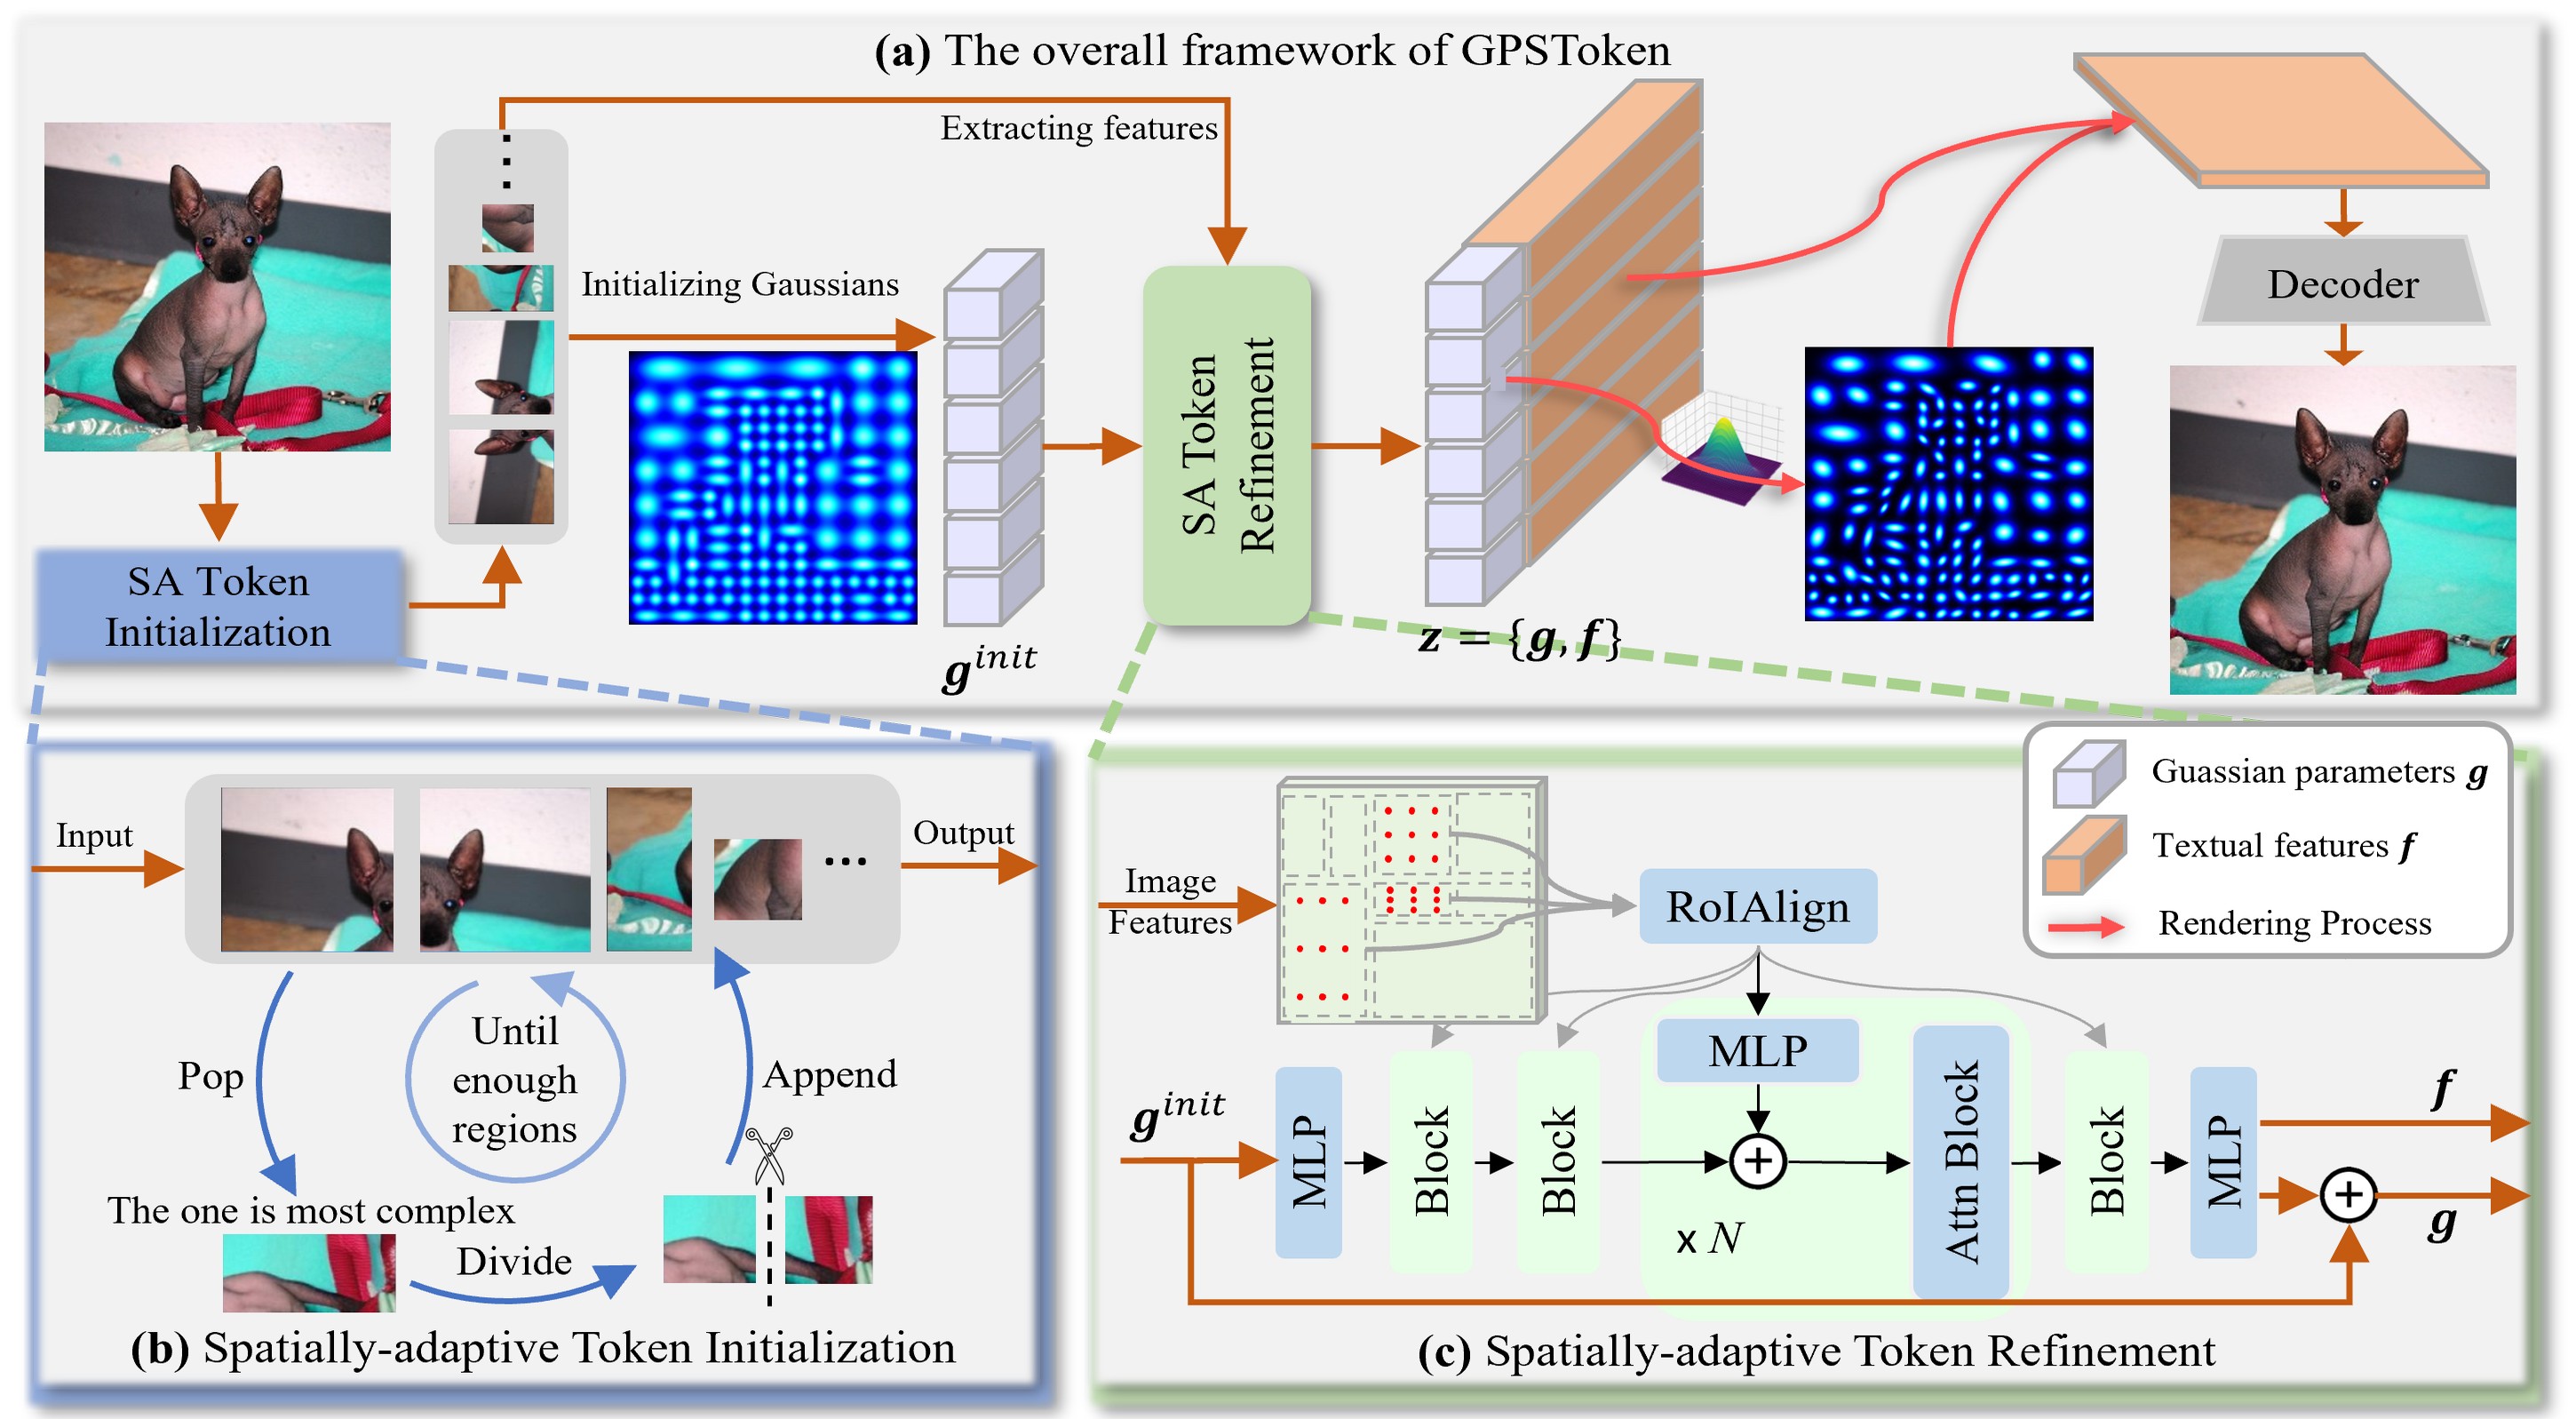 (a) The overall framework of GPSToken
Extracting features
Initializing Gaussians
SA Token
Refinement
Decoder
SA Token
Initialization
g^init
z = {g, f}
Input
Output
Until
enough
regions
Pop
Append
The one is most complex
Divide
(b) Spatially-adaptive Token Initialization
Guassian parameters g
Textual features f
Rendering Process
Image
Features
RoIAlign
MLP
g^init
MLP
Block
Block
+
x N
Attn Block
Block
MLP
f
+
g
(c) Spatially-adaptive Token Refinement